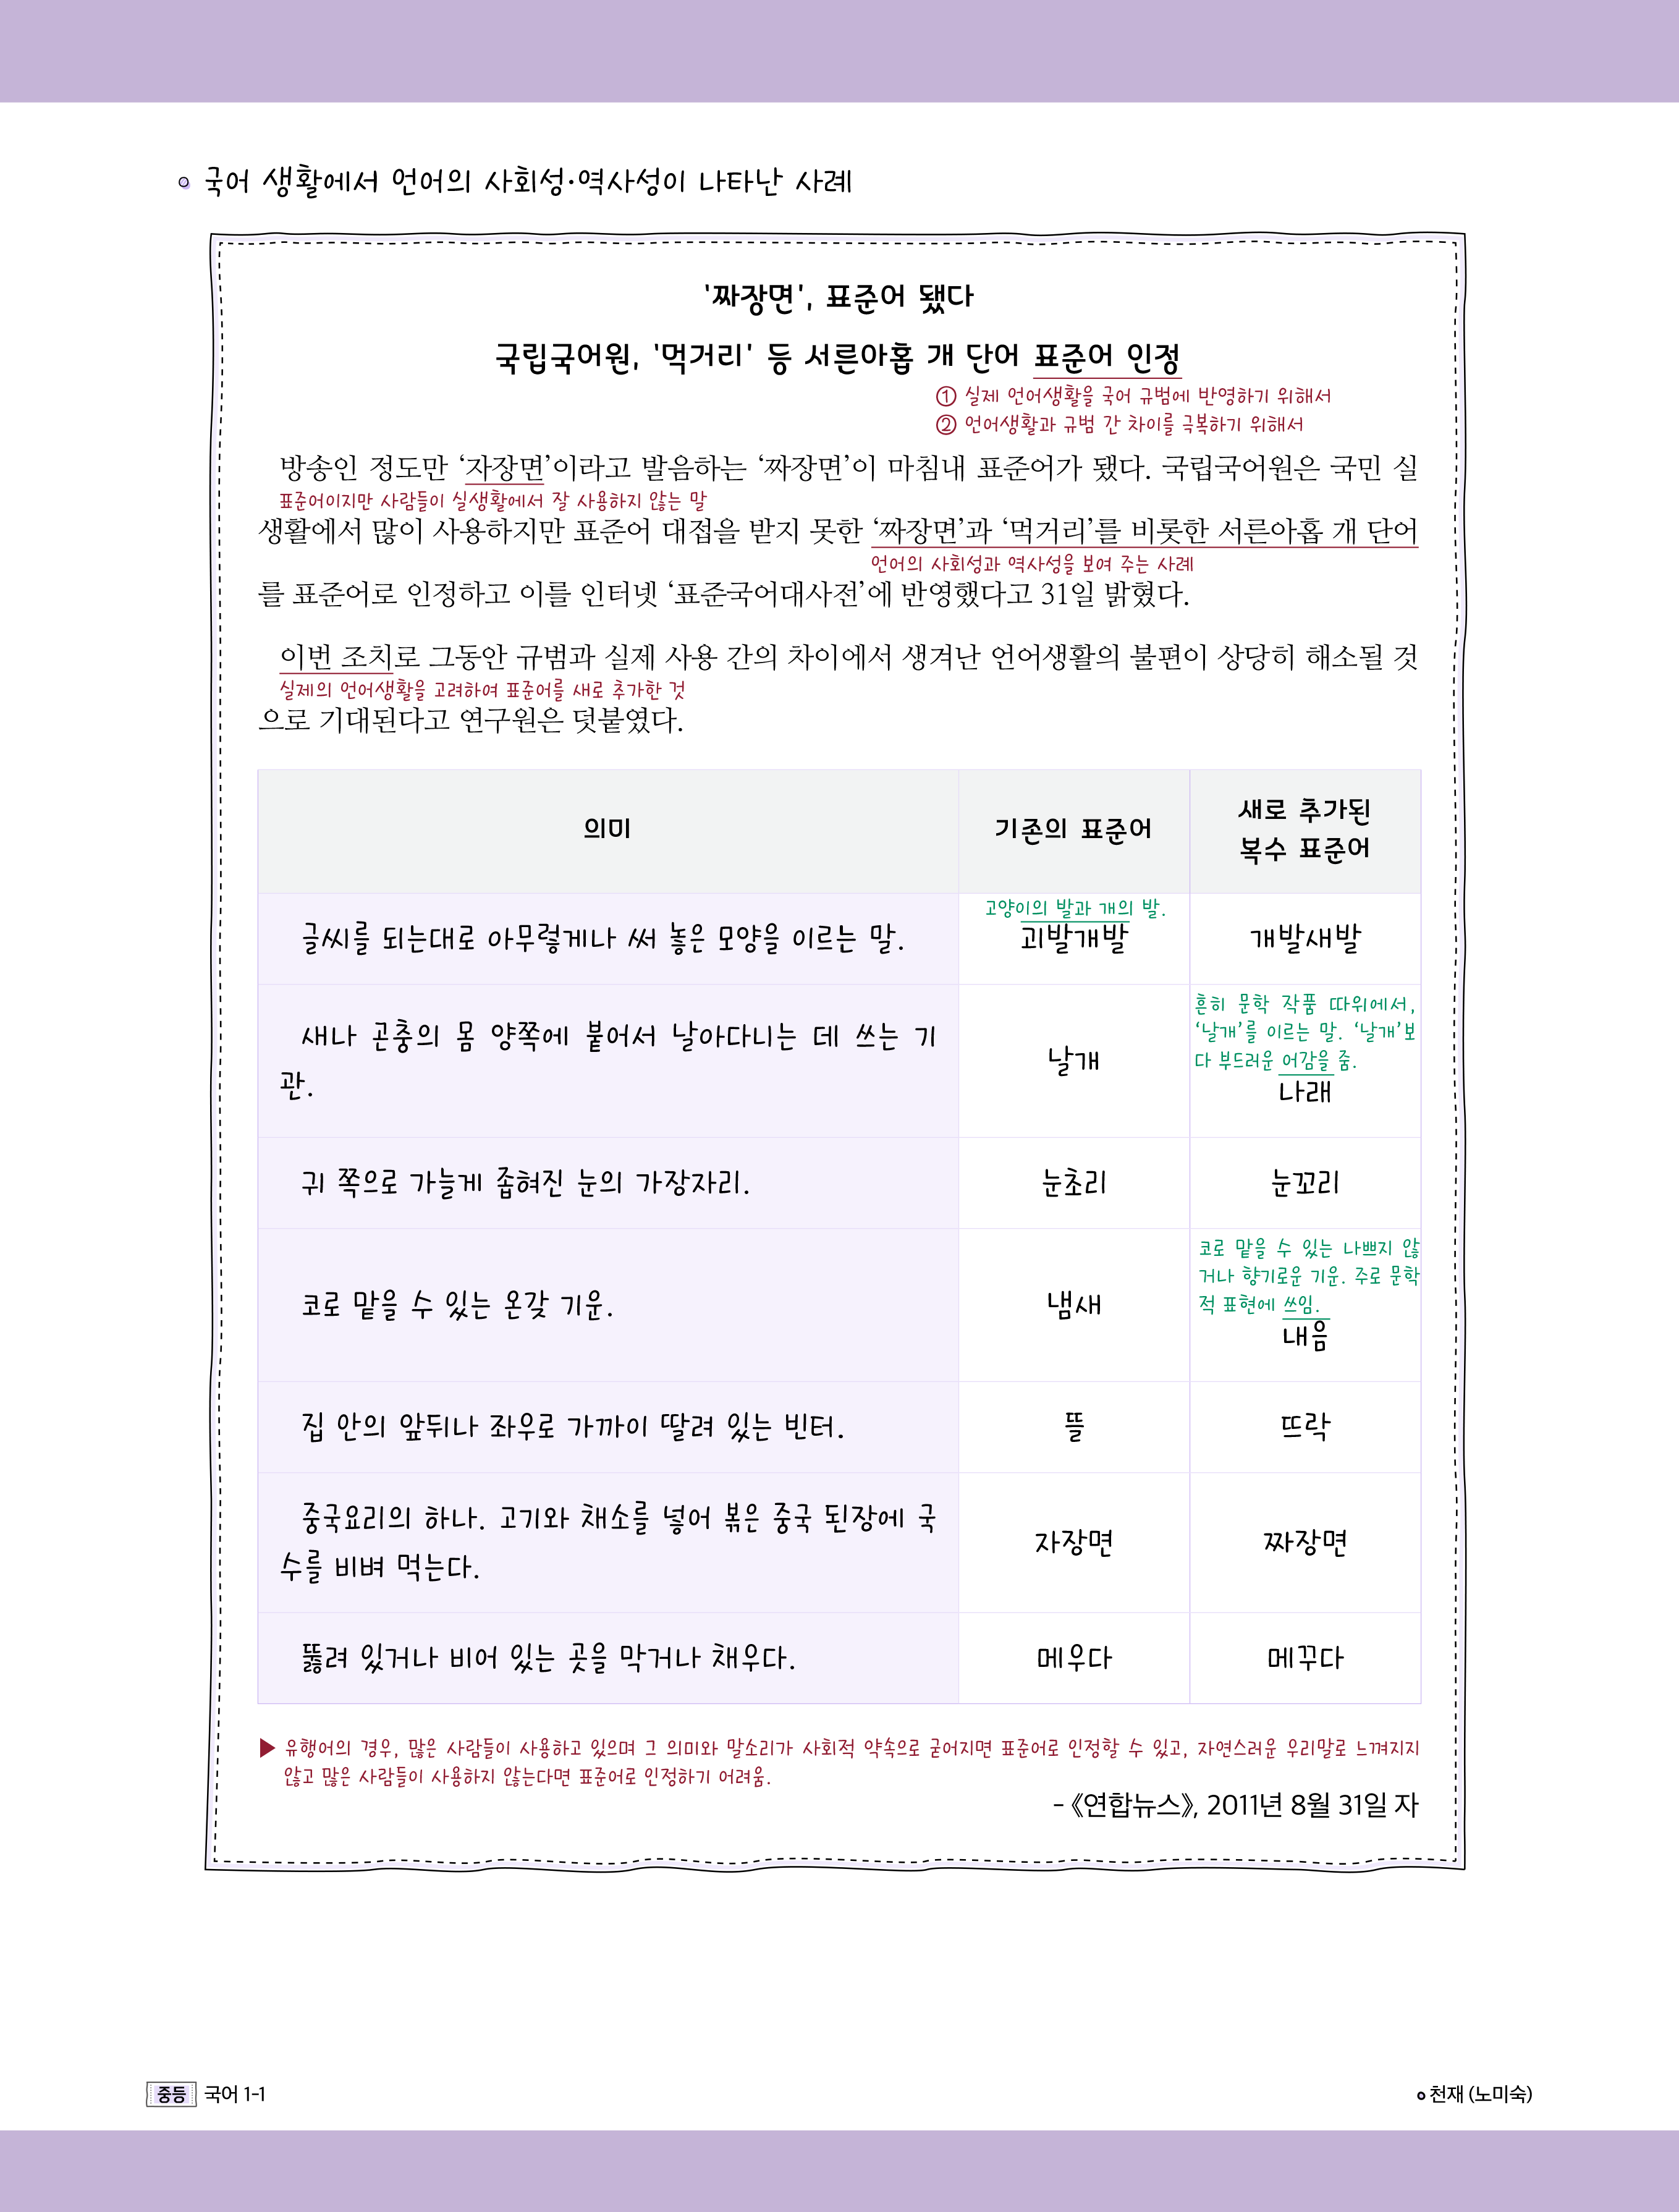 국어 생활에서 언어의 사회성·역사성이 나타난 사례
'짜장면', 표준어 됐다
국립국어원, '먹거리' 등 서른아홉 개 단어 표준어 인정
① 실제 언어생활을 국어 규범에 반영하기 위해서
② 언어생활과 규범 간 차이를 극복하기 위해서
방송인 정도만 ‘자장면’이라고 발음하는 ‘짜장면’이 마침내 표준어가 됐다. 국립국어원은 국민 실
표준어이지만 사람들이 실생활에서 잘 사용하지 않는 말
생활에서 많이 사용하지만 표준어 대접을 받지 못한 ‘짜장면’과 ‘먹거리’를 비롯한 서른아홉 개 단어
언어의 사회성과 역사성을 보여 주는 사례
를 표준어로 인정하고 이를 인터넷 ‘표준국어대사전’에 반영했다고 31일 밝혔다.
이번 조치로 그동안 규범과 실제 사용 간의 차이에서 생겨난 언어생활의 불편이 상당히 해소될 것
실제의 언어생활을 고려하여 표준어를 새로 추가한 것
으로 기대된다고 연구원은 덧붙였다.
의미
기존의 표준어
새로 추가된
복수 표준어
글씨를 되는대로 아무렇게나 써 놓은 모양을 이르는 말.
고양이의 발과 개의 발.
괴발개발
개발새발
새나 곤충의 몸 양쪽에 붙어서 날아다니는 데 쓰는 기
관.
날개
흔히 문학 작품 따위에서,
‘날개’를 이르는 말. ‘날개’보
다 부드러운 어감을 줌.
나래
귀 쪽으로 가늘게 좁혀진 눈의 가장자리.
눈초리
눈꼬리
코로 맡을 수 있는 온갖 기운.
냄새
코로 맡을 수 있는 나쁘지 않
거나 향기로운 기운. 주로 문학
적 표현에 쓰임.
내음
집 안의 앞뒤나 좌우로 가까이 딸려 있는 빈터.
뜰
뜨락
중국요리의 하나. 고기와 채소를 넣어 볶은 중국 된장에 국
수를 비벼 먹는다.
자장면
짜장면
뚫려 있거나 비어 있는 곳을 막거나 채우다.
메우다
메꾸다
▶ 유행어의 경우, 많은 사람들이 사용하고 있으며 그 의미와 말소리가 사회적 약속으로 굳어지면 표준어로 인정할 수 있고, 자연스러운 우리말로 느껴지지
않고 많은 사람들이 사용하지 않는다면 표준어로 인정하기 어려움.
-《연합뉴스》, 2011년 8월 31일 자
중등 국어 1-1
천재 (노미숙)